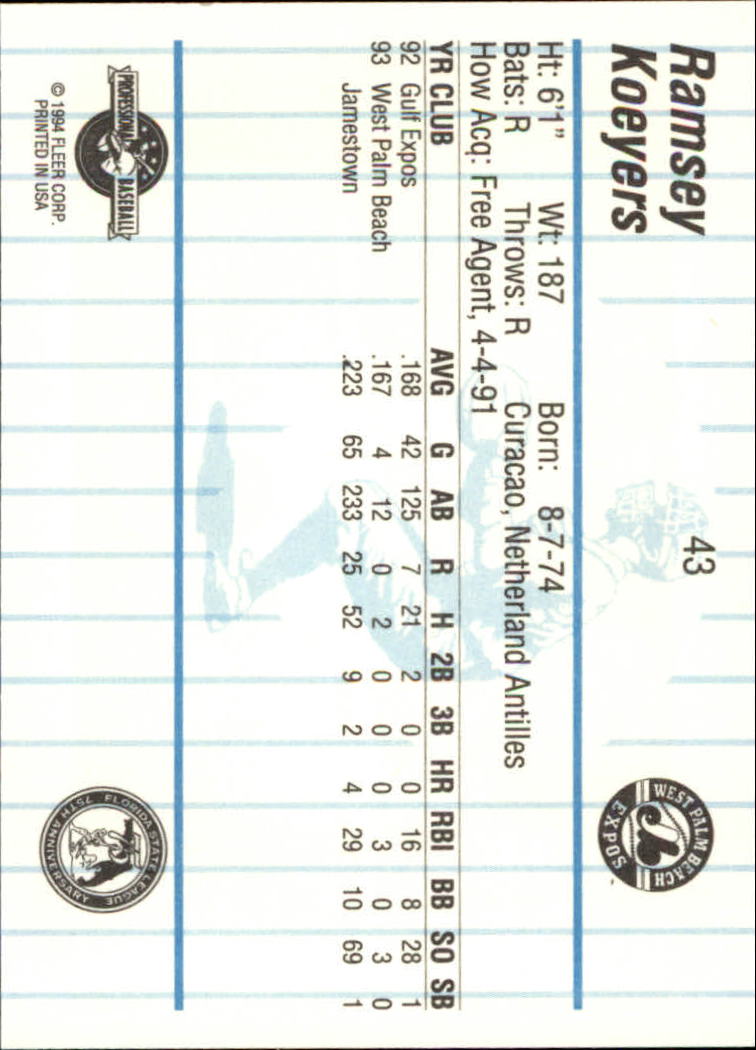 Ramsey
Koeyers
43
WEST PALM BEACH
EXPOS
Ht: 6'1" Wt: 187 Born: 8-7-74
Bats: R Throws: R Curacao, Netherland Antilles
How Acq: Free Agent, 4-4-91
YR CLUB AVG G AB R H 2B 3B HR RBI BB SO SB
92 Gulf Expos .168 42 125 7 21 2 0 0 16 8 28 1
93 West Palm Beach .167 4 12 0 2 0 0 0 3 0 3 0
Jamestown .223 65 233 25 52 9 2 4 29 10 69 1
PROFESSIONAL BASEBALL
© 1994 FLEER CORP.
PRINTED IN USA
FLORIDA STATE LEAGUE
75TH ANNIVERSARY